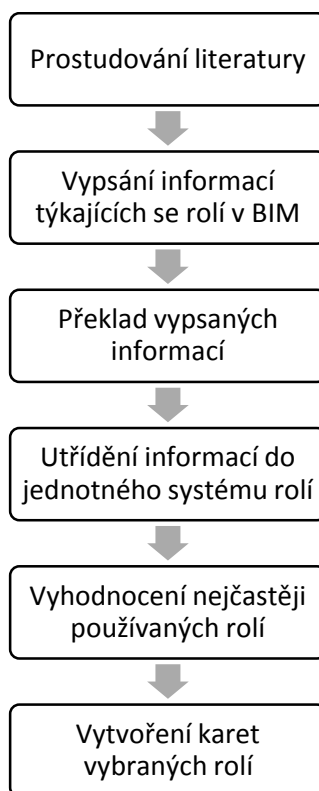 Prostudování literatury
Vypsání informací
týkajících se rolí v BIM
Překlad vypsaných
informací
Utřídění informací do
jednotného systému rolí
Vyhodnocení nejčastěji
používaných rolí
Vytvoření karet
vybraných rolí